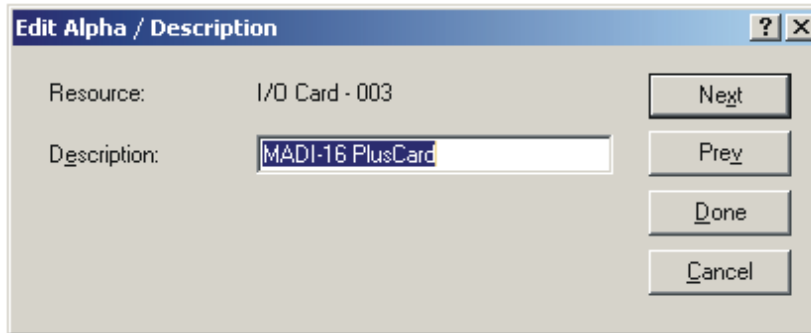 Edit Alpha / Description
Resource: I/O Card - 003
Next
Description: MADI-16 PlusCard
Prev
Done
Cancel